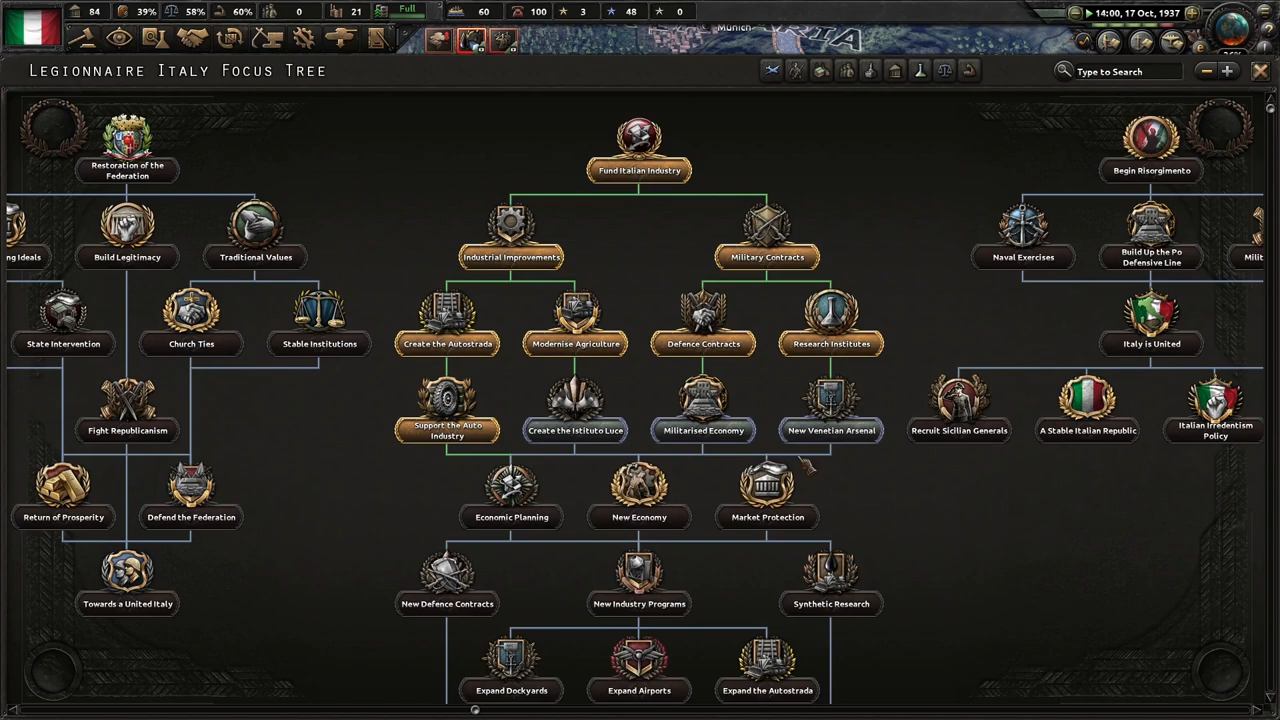 84
39%
58%
60%
0
21
Full
60
100
3
48
0
14:00, 17 Oct, 1937
Munich
RIA
Legionnaire Italy Focus Tree
Type to Search
Restoration of the
Federation
Fund Italian Industry
Begin Risorgimento
ng Ideals
Build Legitimacy
Traditional Values
Industrial Improvements
Military Contracts
Naval Exercises
Build Up the Po
Defensive Line
Milit
State Intervention
Church Ties
Stable Institutions
Create the Autostrada
Modernise Agriculture
Defence Contracts
Research Institutes
Italy is United
Fight Republicanism
Support the Auto
Industry
Create the Istituto Luce
Militarised Economy
New Venetian Arsenal
Recruit Sicilian Generals
A Stable Italian Republic
Italian Irredentism
Policy
Return of Prosperity
Defend the Federation
Economic Planning
New Economy
Market Protection
Towards a United Italy
New Defence Contracts
New Industry Programs
Synthetic Research
Expand Dockyards
Expand Airports
Expand the Autostrada